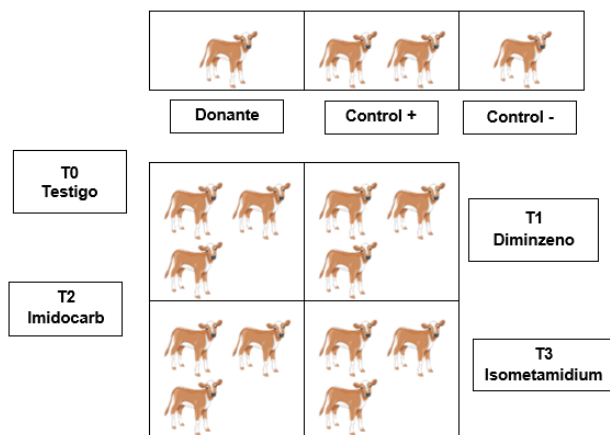 Donante
Control +
Control -
T0
Testigo
T1
Diminzeno
T2
Imidocarb
T3
Isometamidium